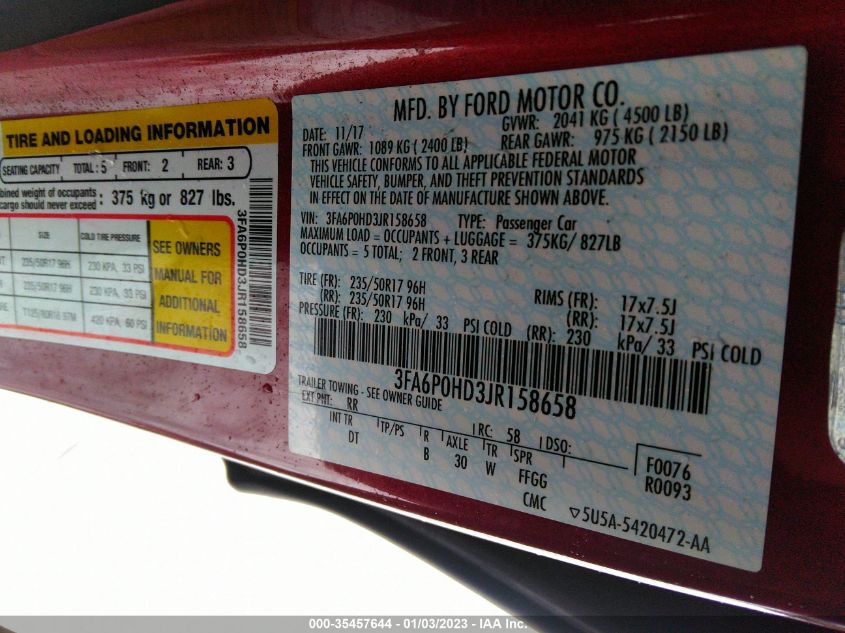 TIRE AND LOADING INFORMATION
SEATING CAPACITY TOTAL: 5 FRONT: 2 REAR: 3
weight of occupants
cargo should never exceed : 375 kg or 827 lbs.
SIZE COLD TIRE PRESSURE
235/50R17 96H 230 KPA, 33 PSI
235/50R17 96H 230 KPA, 33 PSI
420 KPA, 60 PSI
SEE OWNERS
MANUAL FOR
ADDITIONAL
INFORMATION
3FA6P0HD3JR158658
MFD. BY FORD MOTOR CO.
DATE: 11/17 GVWR: 2041 KG ( 4500 LB)
FRONT GAWR: 1089 KG ( 2400 LB) REAR GAWR: 975 KG ( 2150 LB)
THIS VEHICLE CONFORMS TO ALL APPLICABLE FEDERAL MOTOR
VEHICLE SAFETY, BUMPER, AND THEFT PREVENTION STANDARDS
IN EFFECT ON THE DATE OF MANUFACTURE SHOWN ABOVE.
VIN: 3FA6P0HD3JR158658 TYPE: Passenger Car
MAXIMUM LOAD = OCCUPANTS + LUGGAGE = 375KG/ 827LB
OCCUPANTS = 5 TOTAL; 2 FRONT, 3 REAR
TIRE (FR): 235/50R17 96H RIMS (FR): 17x7.5J
(RR): 235/50R17 96H (RR): 17x7.5J
PRESSURE (FR): 230 kPa/ 33 PSI COLD (RR): 230 kPa/ 33 PSI COLD
3FA6P0HD3JR158658
TRAILER TOWING - SEE OWNER GUIDE
EXT PNT: RR RC: 58 DSO:
INT TR TP/PS R AXLE TR SPR F0076
DT B 30 W FFGG R0093
CMC ▽5U5A-5420472-AA
000-35457644 | 01/03/2023 - IAA Inc.